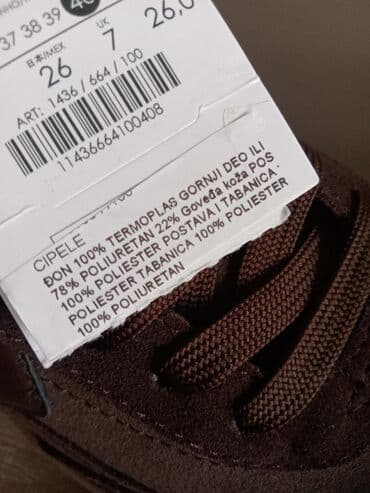 37 38 39 40
日本/MEX UK
26 7 26,0
ART: 1436 / 664 / 100
11436664100408
CIPELE
ĐON 100% TERMOPLAS GORNJI DEO ILI
78% POLIURETAN 22% Goveđa koža POS
100% POLIESTER POSTAVA I TABANICA
POLIESTER TABANICA 100% POLIESTER
100% POLIURETAN